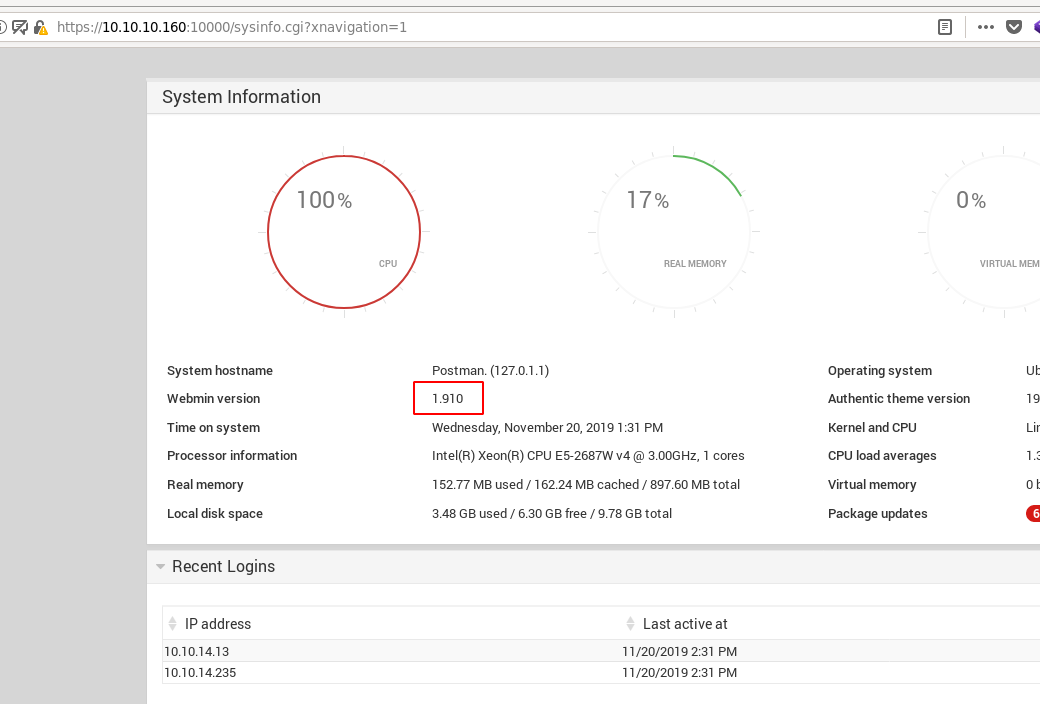 https://10.10.10.160:10000/sysinfo.cgi?xnavigation=1
System Information
100%
CPU
17%
REAL MEMORY
0%
VIRTUAL MEM
System hostname Postman. (127.0.1.1) Operating system Ub
Webmin version 1.910 Authentic theme version 19
Time on system Wednesday, November 20, 2019 1:31 PM Kernel and CPU Lin
Processor information Intel(R) Xeon(R) CPU E5-2687W v4 @ 3.00GHz, 1 cores CPU load averages 1.3
Real memory 152.77 MB used / 162.24 MB cached / 897.60 MB total Virtual memory 0 b
Local disk space 3.48 GB used / 6.30 GB free / 9.78 GB total Package updates 6
Recent Logins
IP address Last active at
10.10.14.13 11/20/2019 2:31 PM
10.10.14.235 11/20/2019 2:31 PM